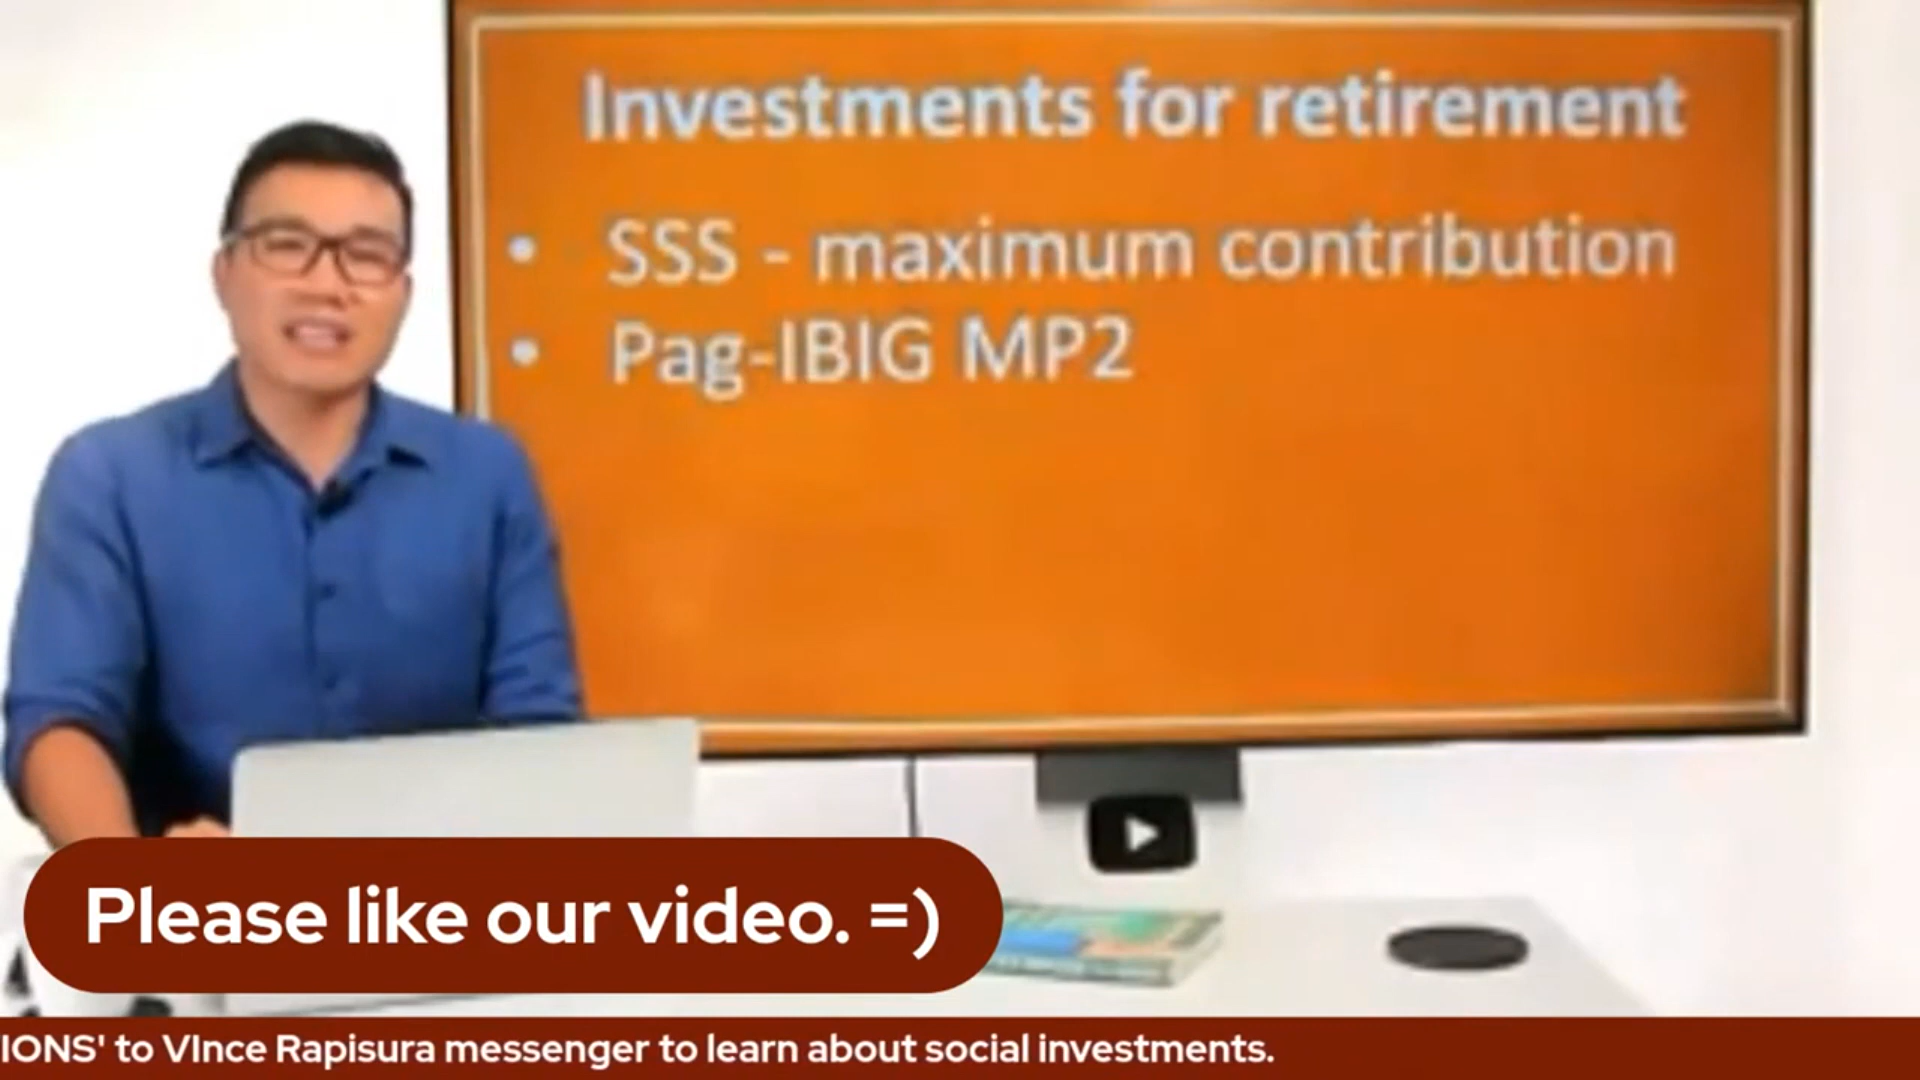 Investments for retirement
• SSS - maximum contribution
• Pag-IBIG MP2
Please like our video. =)
IONS' to VInce Rapisura messenger to learn about social investments.